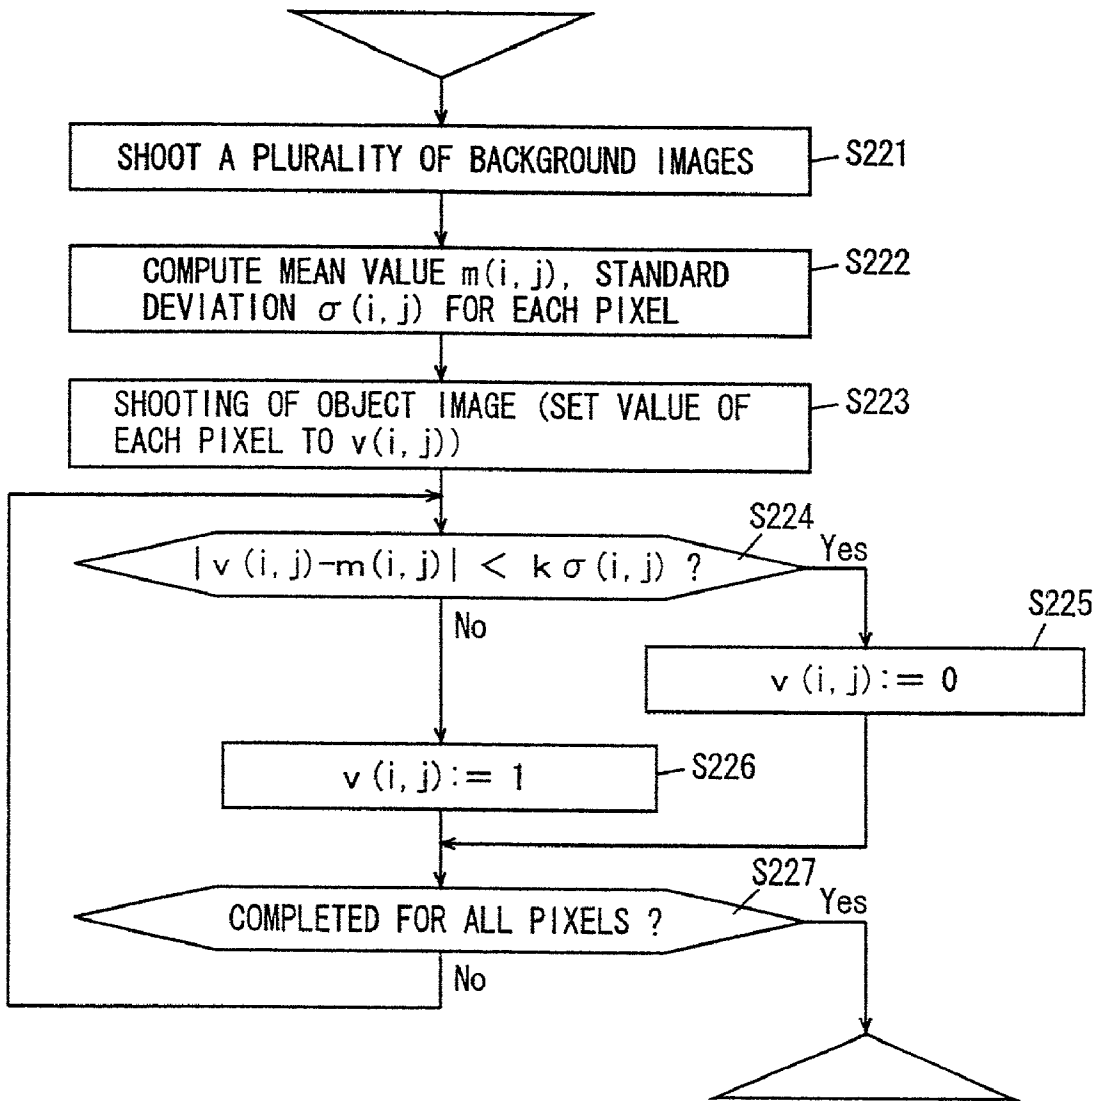 SHOOT A PLURALITY OF BACKGROUND IMAGES
S221
COMPUTE MEAN VALUE m(i,j), STANDARD
DEVIATION σ(i,j) FOR EACH PIXEL
S222
SHOOTING OF OBJECT IMAGE (SET VALUE OF
EACH PIXEL TO v(i,j))
S223
S224
|v(i,j)-m(i,j)| < kσ(i,j) ?
Yes
No
S225
v(i,j):= 0
v(i,j):= 1
S226
S227
COMPLETED FOR ALL PIXELS ?
Yes
No